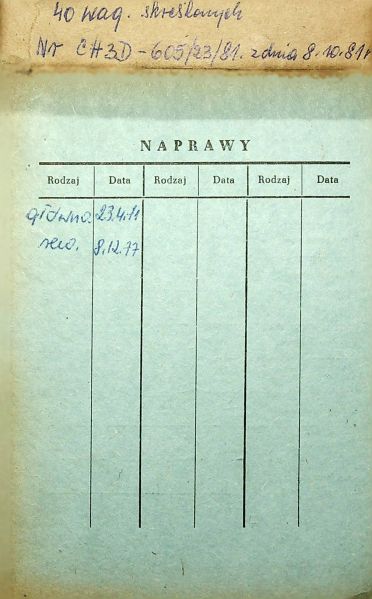 40 wag. skreślonych
Nr CH3D-605/23/81. z dnia 8.10.81r
NAPRAWY
Rodzaj Data Rodzaj Data Rodzaj Data
główna. 23.4.71
rew. 8.12.77